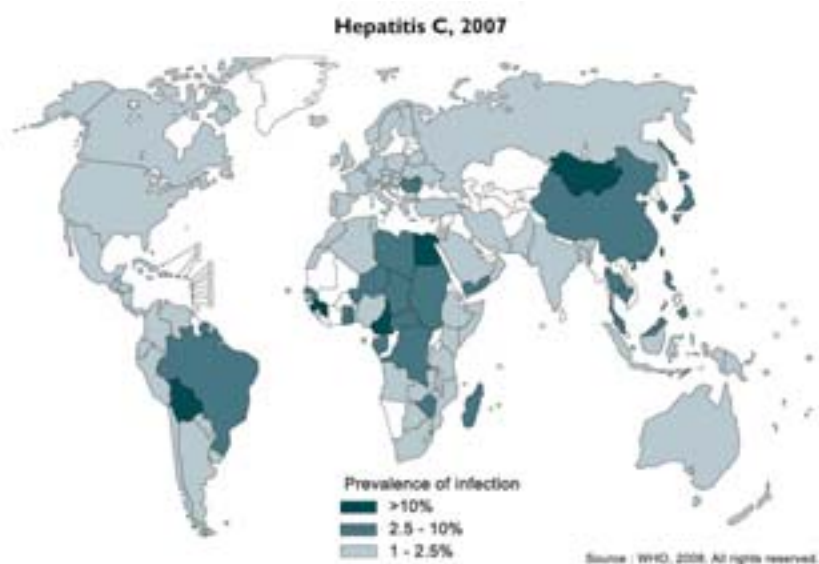 Hepatitis C, 2007
Prevalence of infection
>10%
2.5 - 10%
1 - 2.5%
Source : WHO, 2008. All rights reserved.